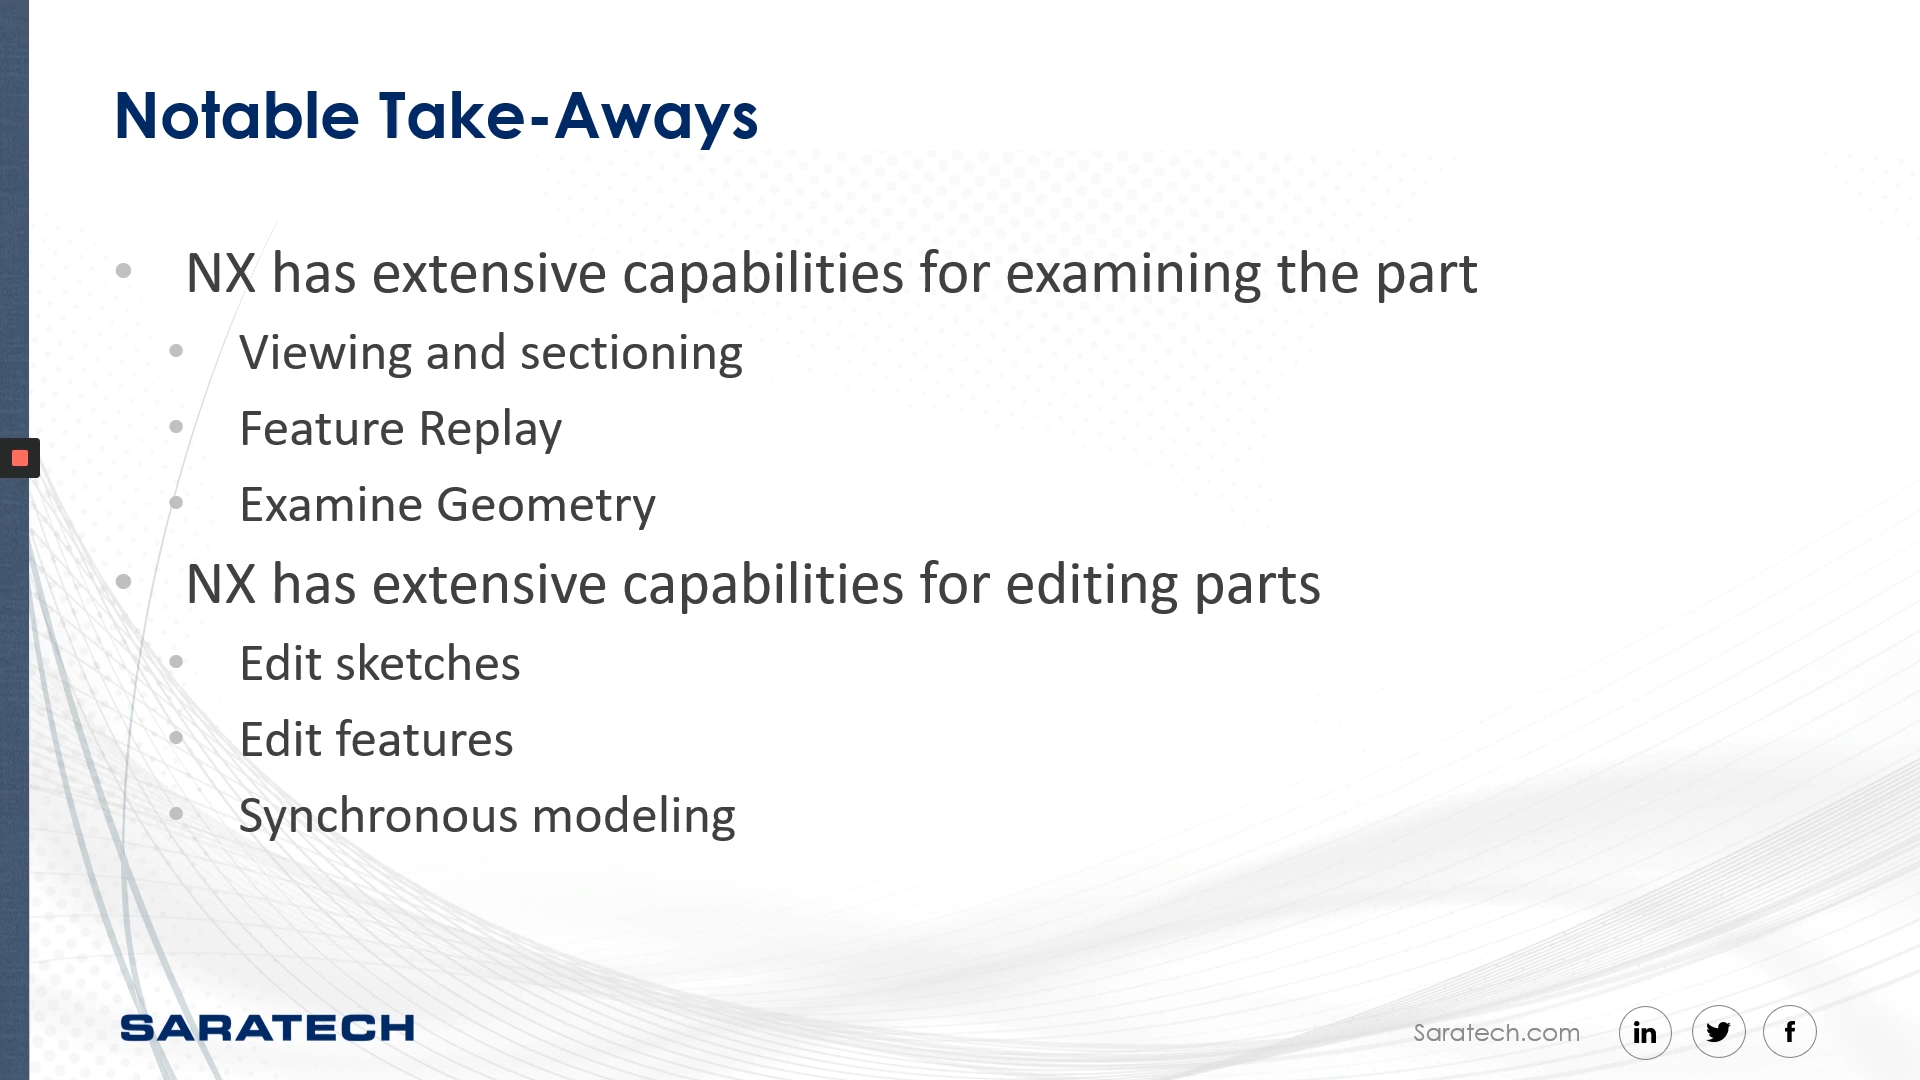 Notable Take-Aways
• NX has extensive capabilities for examining the part
• Viewing and sectioning
• Feature Replay
• Examine Geometry
• NX has extensive capabilities for editing parts
• Edit sketches
• Edit features
• Synchronous modeling
SARATECH
Saratech.com in f